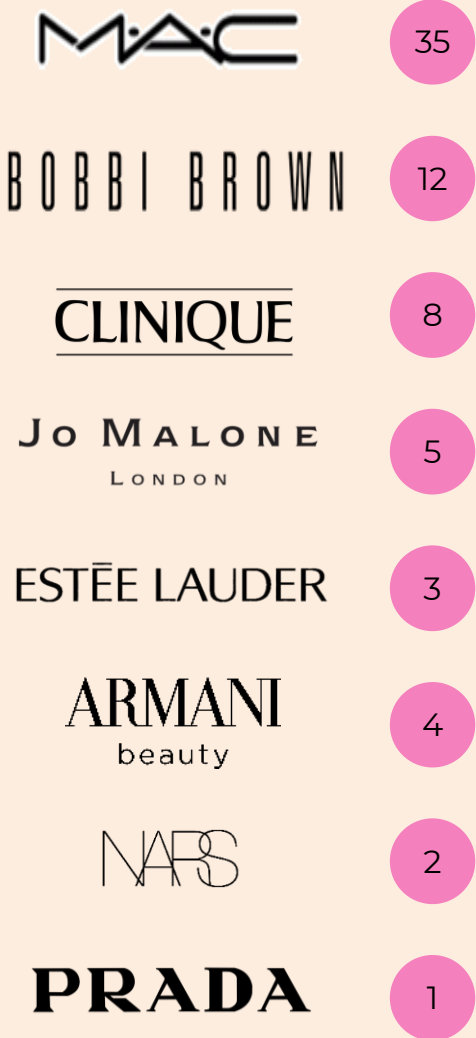 M·A·C 35
BOBBI BROWN 12
CLINIQUE 8
JO MALONE 5
LONDON
ESTĒE LAUDER 3
ARMANI 4
beauty
NARS 2
PRADA 1